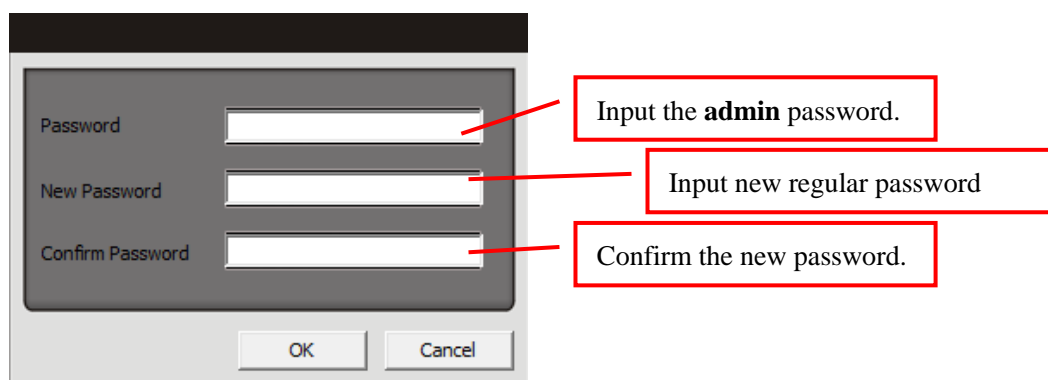 Password
Input the admin password.
New Password
Input new regular password
Confirm Password
Confirm the new password.
OK
Cancel